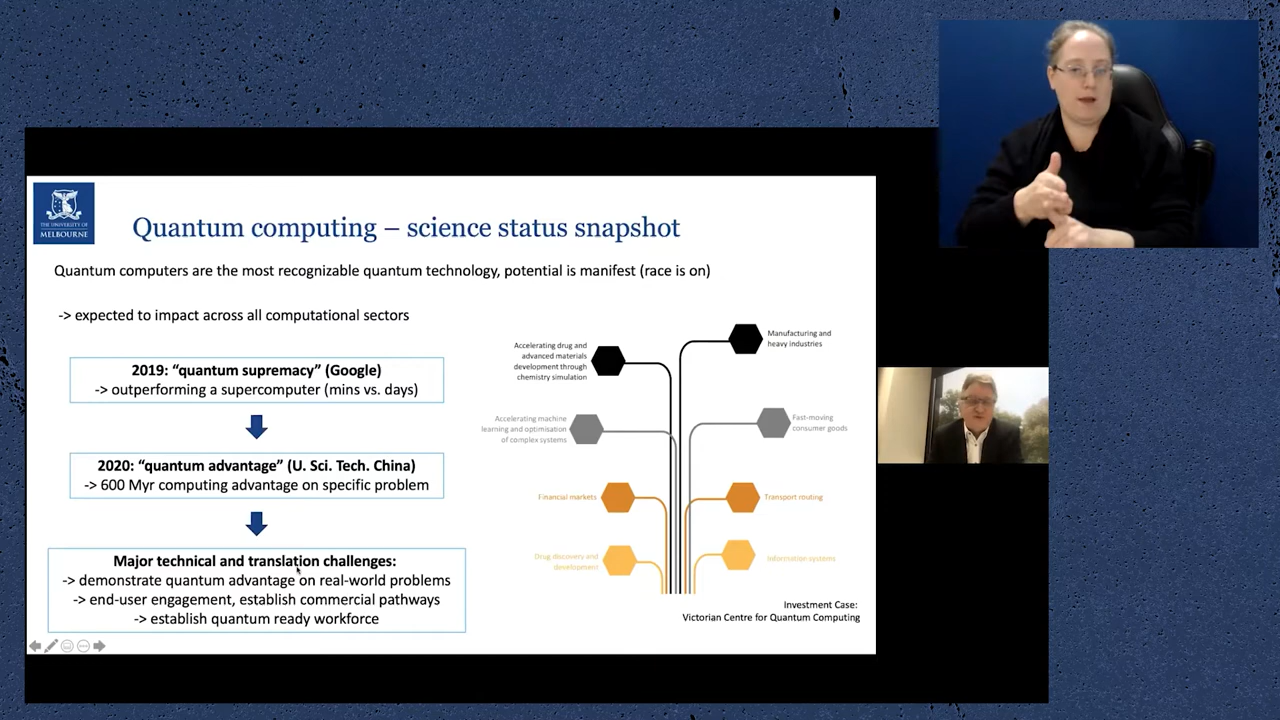 THE UNIVERSITY OF
MELBOURNE
Quantum computing – science status snapshot
Quantum computers are the most recognizable quantum technology, potential is manifest (race is on)
-> expected to impact across all computational sectors
2019: “quantum supremacy” (Google)
-> outperforming a supercomputer (mins vs. days)
2020: “quantum advantage” (U. Sci. Tech. China)
-> 600 Myr computing advantage on specific problem
Major technical and translation challenges:
-> demonstrate quantum advantage on real-world problems
-> end-user engagement, establish commercial pathways
-> establish quantum ready workforce
Accelerating drug and
advanced materials
development through
chemistry simulation
Manufacturing and
heavy industries
Accelerating machine
learning and optimisation
of complex systems
Fast-moving
consumer goods
Financial markets
Transport routing
Drug discovery and
development
Information systems
Investment Case:
Victorian Centre for Quantum Computing